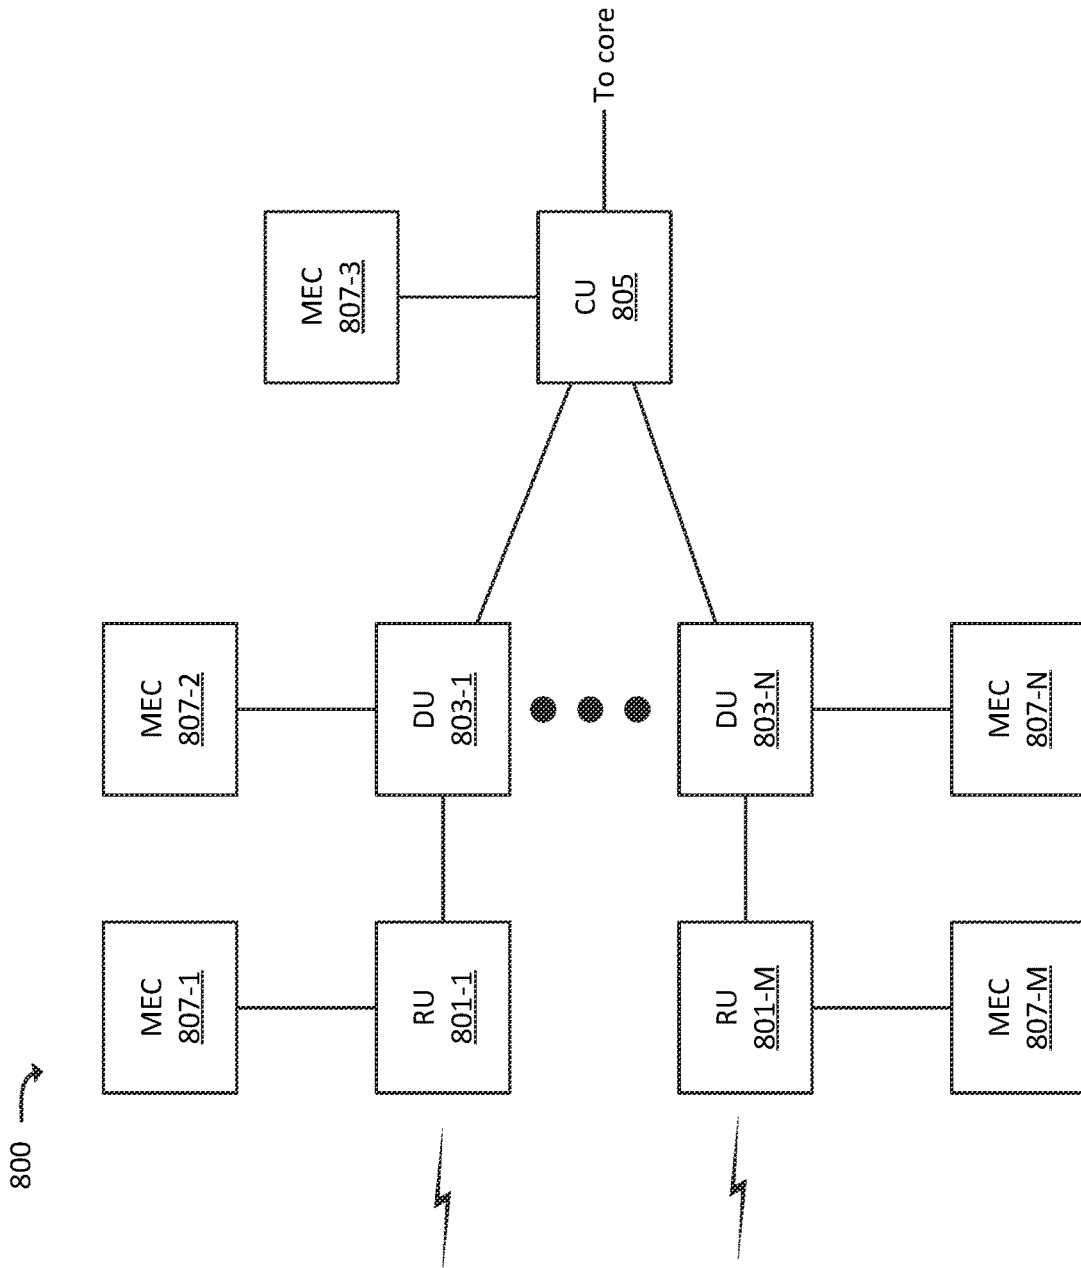 800
MEC
807-1
MEC
807-2
MEC
807-3
RU
801-1
DU
803-1
CU
805
To core
RU
801-M
DU
803-N
MEC
807-M
MEC
807-N